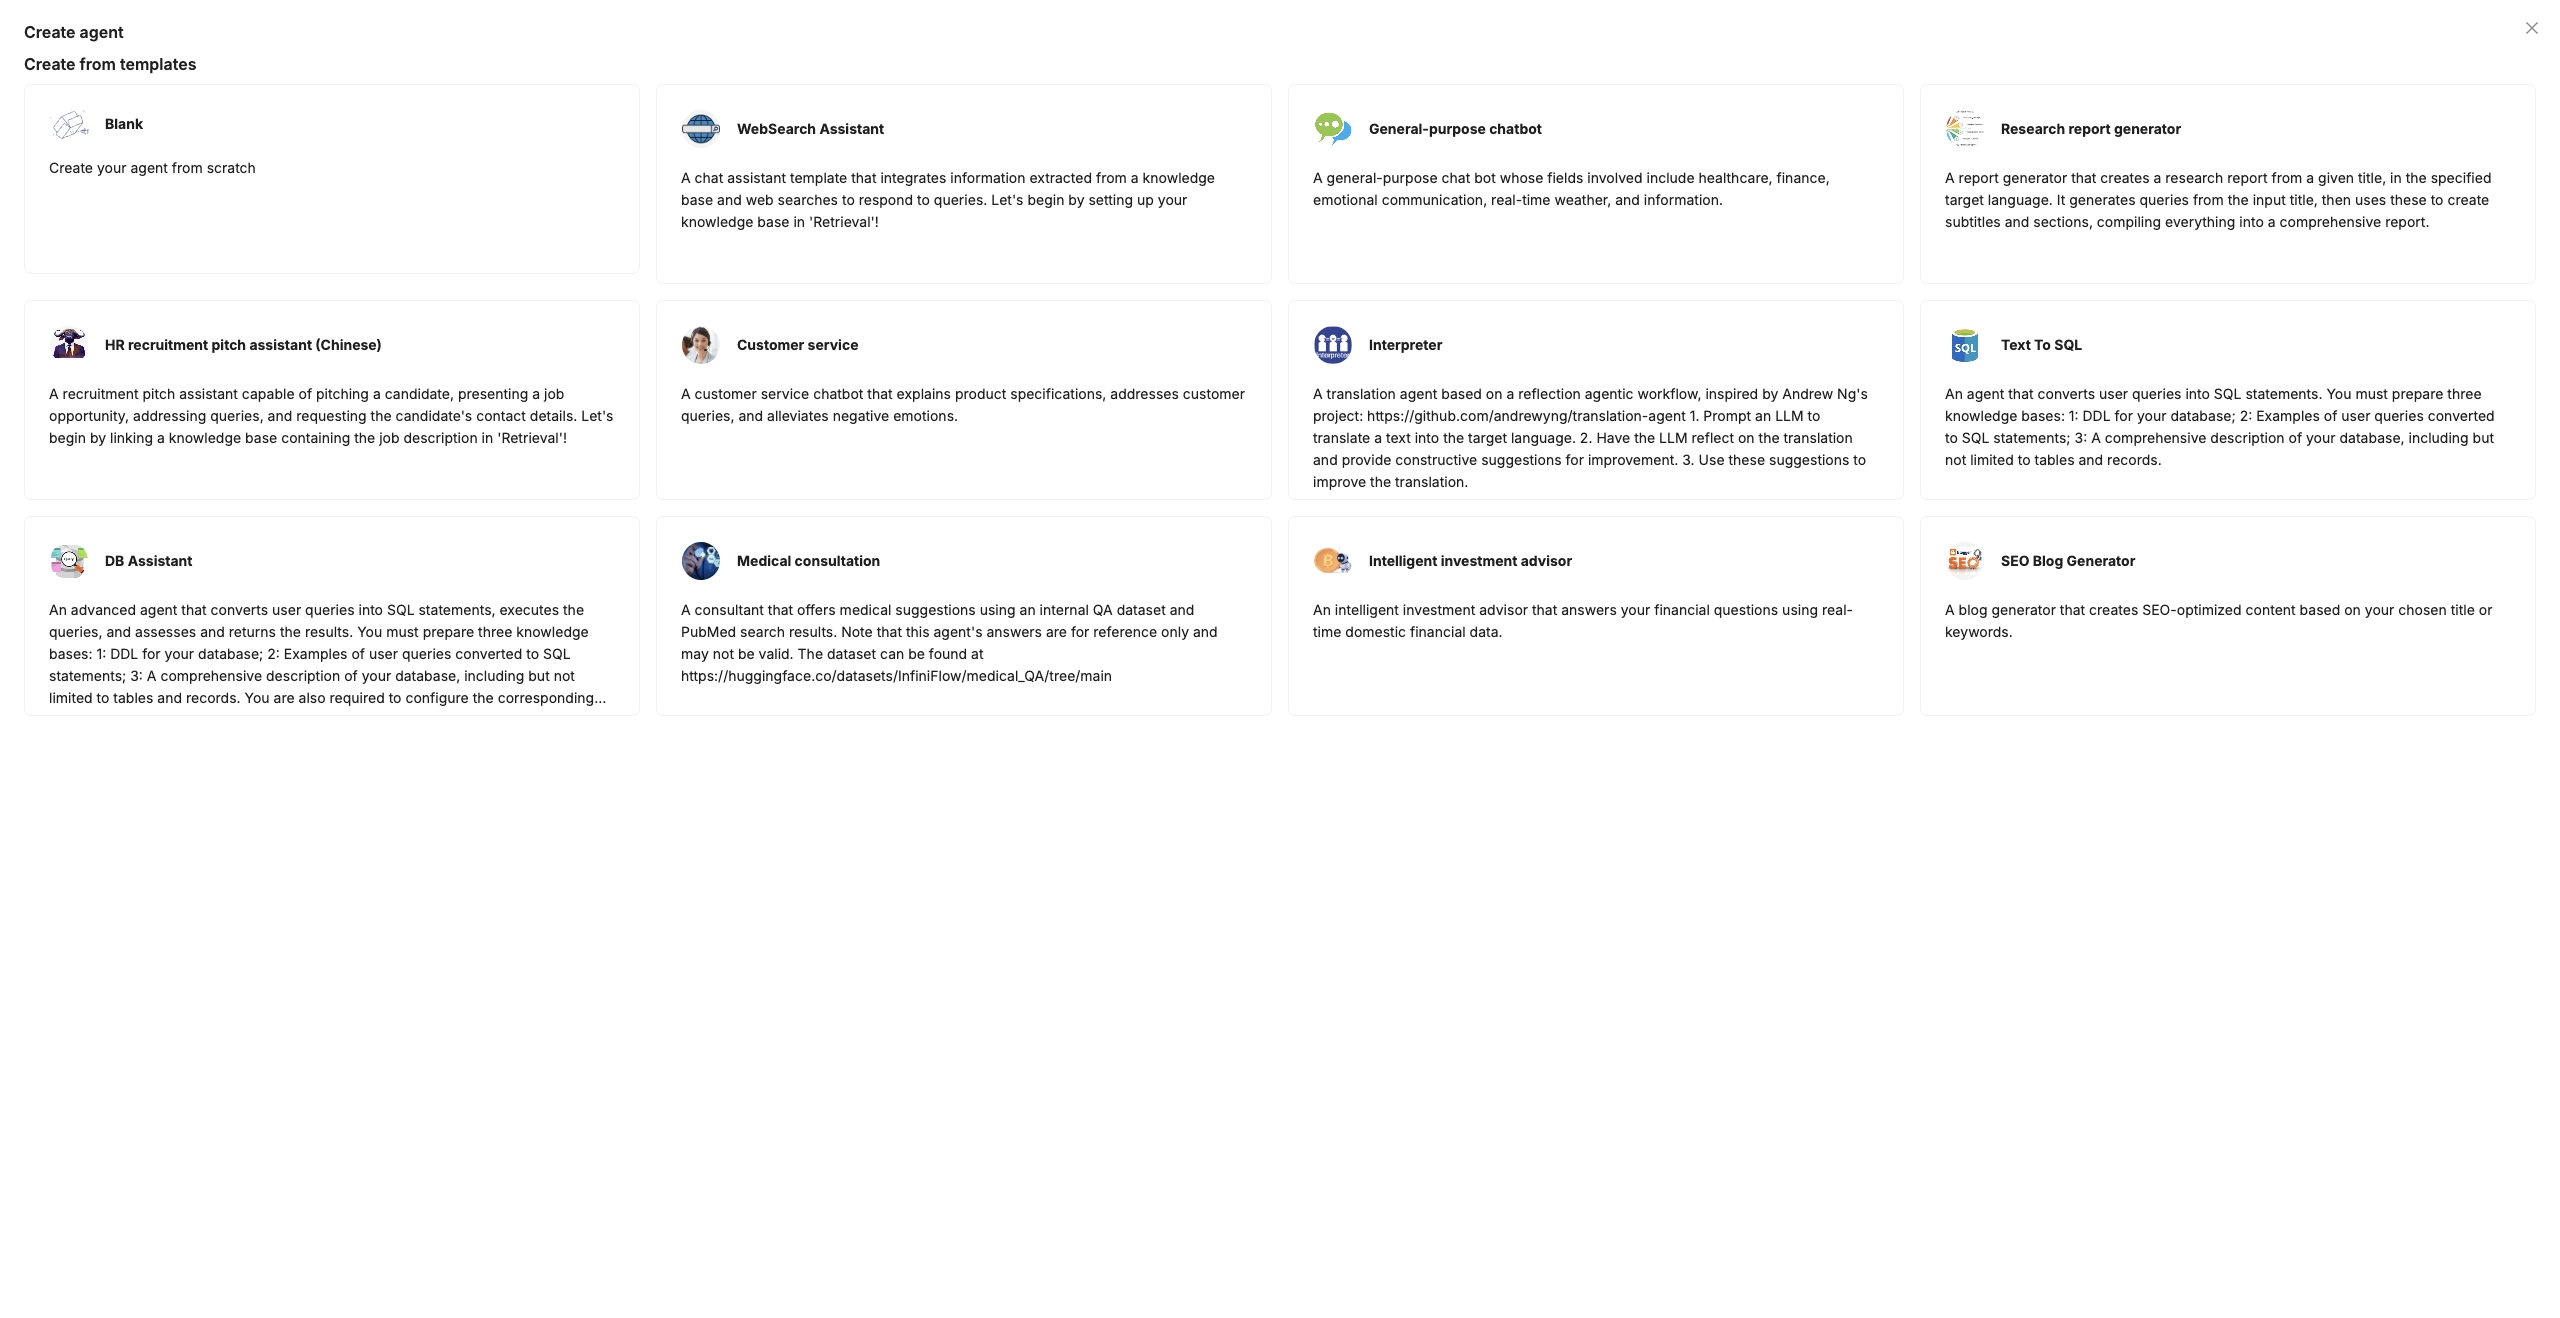 Create agent
Create from templates
Blank
Create your agent from scratch
WebSearch Assistant
A chat assistant template that integrates information extracted from a knowledge
base and web searches to respond to queries. Let's begin by setting up your
knowledge base in 'Retrieval'!
General-purpose chatbot
A general-purpose chat bot whose fields involved include healthcare, finance,
emotional communication, real-time weather, and information.
Research report generator
A report generator that creates a research report from a given title, in the specified
target language. It generates queries from the input title, then uses these to create
subtitles and sections, compiling everything into a comprehensive report.
HR recruitment pitch assistant (Chinese)
A recruitment pitch assistant capable of pitching a candidate, presenting a job
opportunity, addressing queries, and requesting the candidate's contact details. Let's
begin by linking a knowledge base containing the job description in 'Retrieval'!
Customer service
A customer service chatbot that explains product specifications, addresses customer
queries, and alleviates negative emotions.
Interpreter
Interpreter
A translation agent based on a reflection agentic workflow, inspired by Andrew Ng's
project: https://github.com/andrewyng/translation-agent 1. Prompt an LLM to
translate a text into the target language. 2. Have the LLM reflect on the translation
and provide constructive suggestions for improvement. 3. Use these suggestions to
improve the translation.
SQL
Text To SQL
An agent that converts user queries into SQL statements. You must prepare three
knowledge bases: 1: DDL for your database; 2: Examples of user queries converted
to SQL statements; 3: A comprehensive description of your database, including but
not limited to tables and records.
DB Assistant
An advanced agent that converts user queries into SQL statements, executes the
queries, and assesses and returns the results. You must prepare three knowledge
bases: 1: DDL for your database; 2: Examples of user queries converted to SQL
statements; 3: A comprehensive description of your database, including but not
limited to tables and records. You are also required to configure the corresponding...
Medical consultation
A consultant that offers medical suggestions using an internal QA dataset and
PubMed search results. Note that this agent's answers are for reference only and
may not be valid. The dataset can be found at
https://huggingface.co/datasets/InfiniFlow/medical_QA/tree/main
Intelligent investment advisor
An intelligent investment advisor that answers your financial questions using real-
time domestic financial data.
SEO
SEO Blog Generator
A blog generator that creates SEO-optimized content based on your chosen title or
keywords.